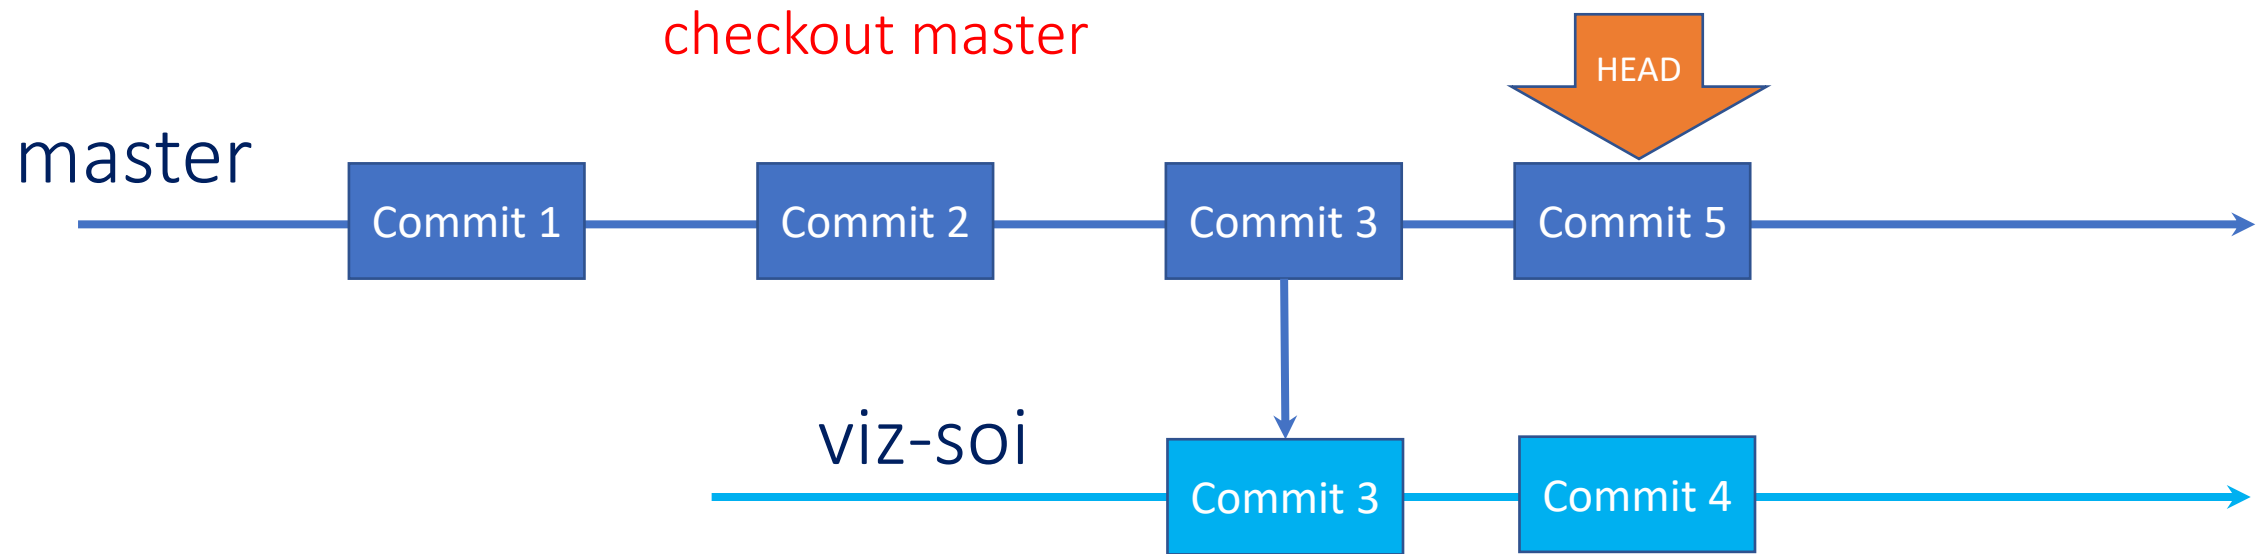 checkout master
HEAD
master
Commit 1
Commit 2
Commit 3
Commit 5
viz-soi
Commit 3
Commit 4